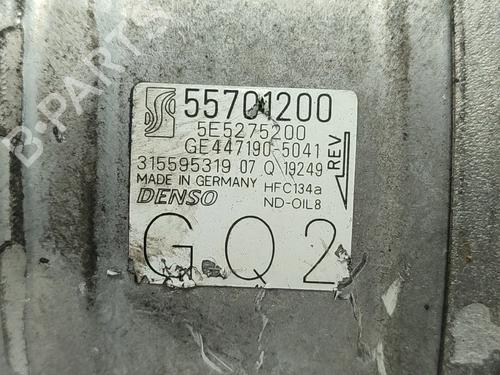 55701200
5E5275200
GE447190-5041
315595319 07 Q 19249
MADE IN GERMANY HFC134a
DENSO ND-OIL8
REV
GQ2
B-PARTS